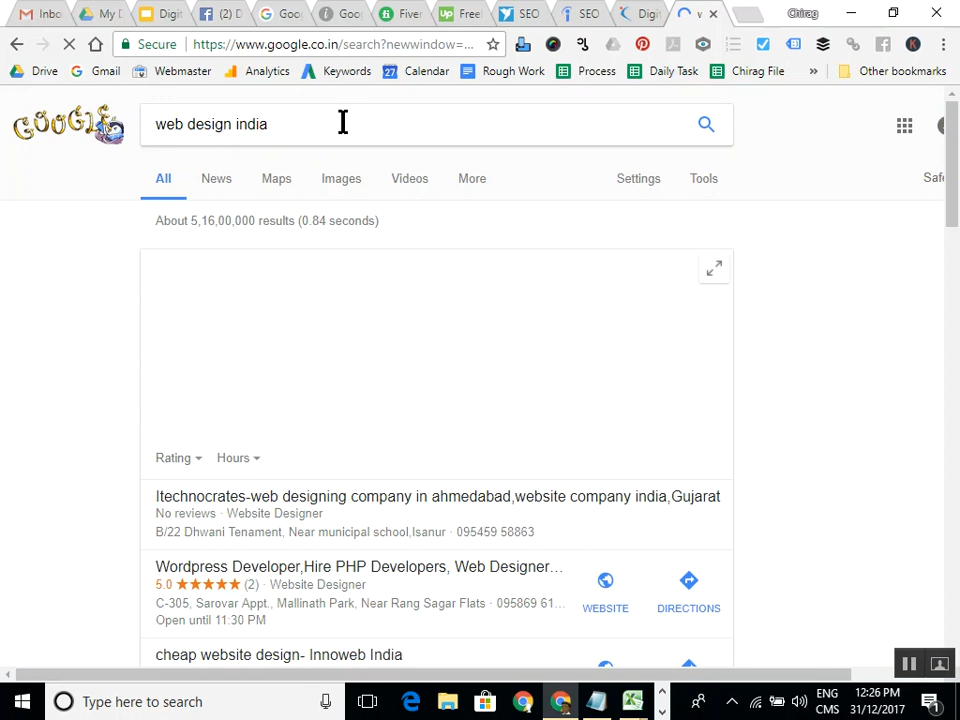 Inbo
My D
Digit
(2) D
Goo
Goo
Fiver
Freel
SEO
SEO
Digit
Chirag
Secure
https://www.google.co.in/search?newwindow=...
Drive
Gmail
Webmaster
Analytics
Keywords
27
Calendar
Rough Work
Process
Daily Task
Chirag File
»
Other bookmarks
GOOGLE
web design india
All
News
Maps
Images
Videos
More
Settings
Tools
Safe
About 5,16,00,000 results (0.84 seconds)
Rating
Hours
Itechnocrates-web designing company in ahmedabad,website company india,Gujarat
No reviews · Website Designer
B/22 Dhwani Tenament, Near municipal school,Isanur · 095459 58863
Wordpress Developer,Hire PHP Developers, Web Designer...
5.0 ★★★★★ (2) · Website Designer
C-305, Sarovar Appt., Mallinath Park, Near Rang Sagar Flats · 095869 61...
Open until 11:30 PM
WEBSITE
DIRECTIONS
cheap website design- Innoweb India
Type here to search
ENG
CMS
12:26 PM
31/12/2017
1